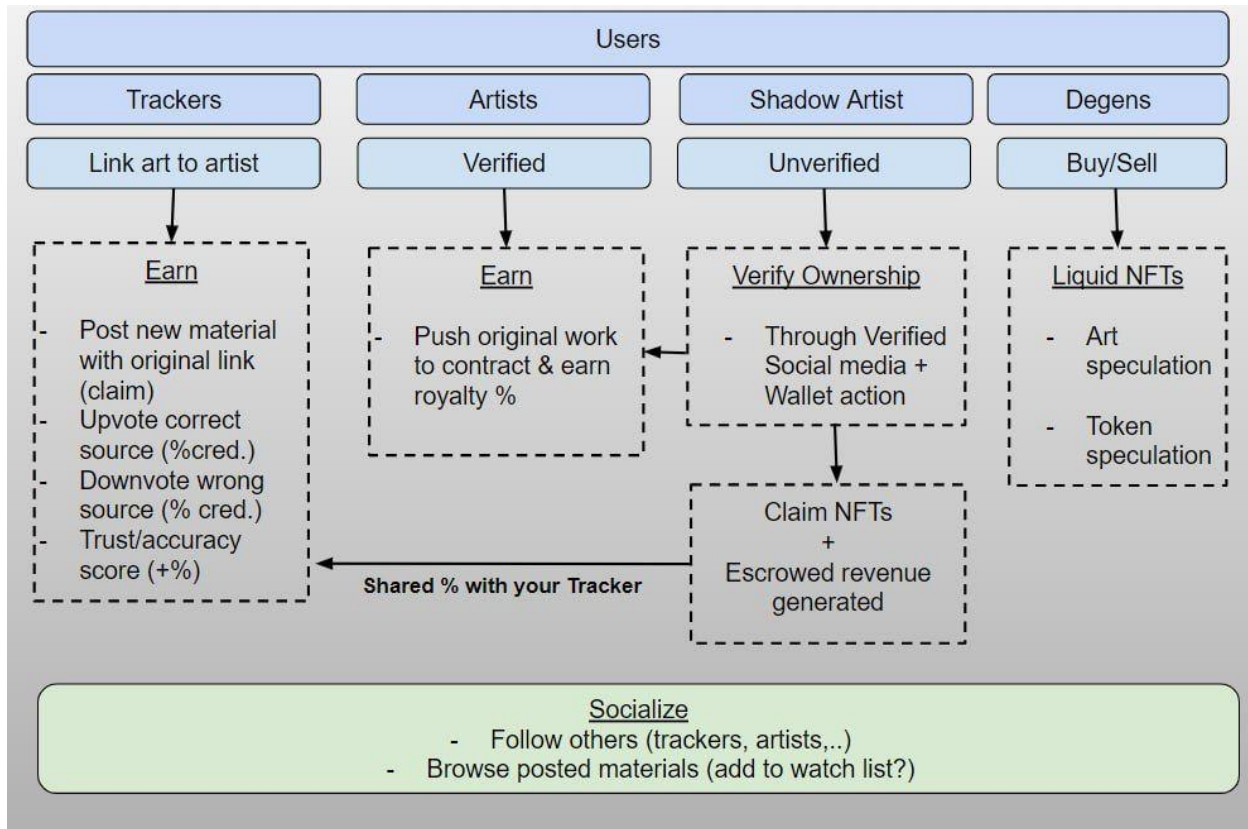 Users
Trackers
Artists
Shadow Artist
Degens
Link art to artist
Verified
Unverified
Buy/Sell
Earn
- Post new material
with original link
(claim)
- Upvote correct
source (%cred.)
- Downvote wrong
source (% cred.)
- Trust/accuracy
score (+%)
Earn
- Push original work
to contract & earn
royalty %
Verify Ownership
- Through Verified
Social media +
Wallet action
Liquid NFTs
- Art
speculation
- Token
speculation
Claim NFTs
+
Escrowed revenue
generated
Shared % with your Tracker
Socialize
- Follow others (trackers, artists,..)
- Browse posted materials (add to watch list?)